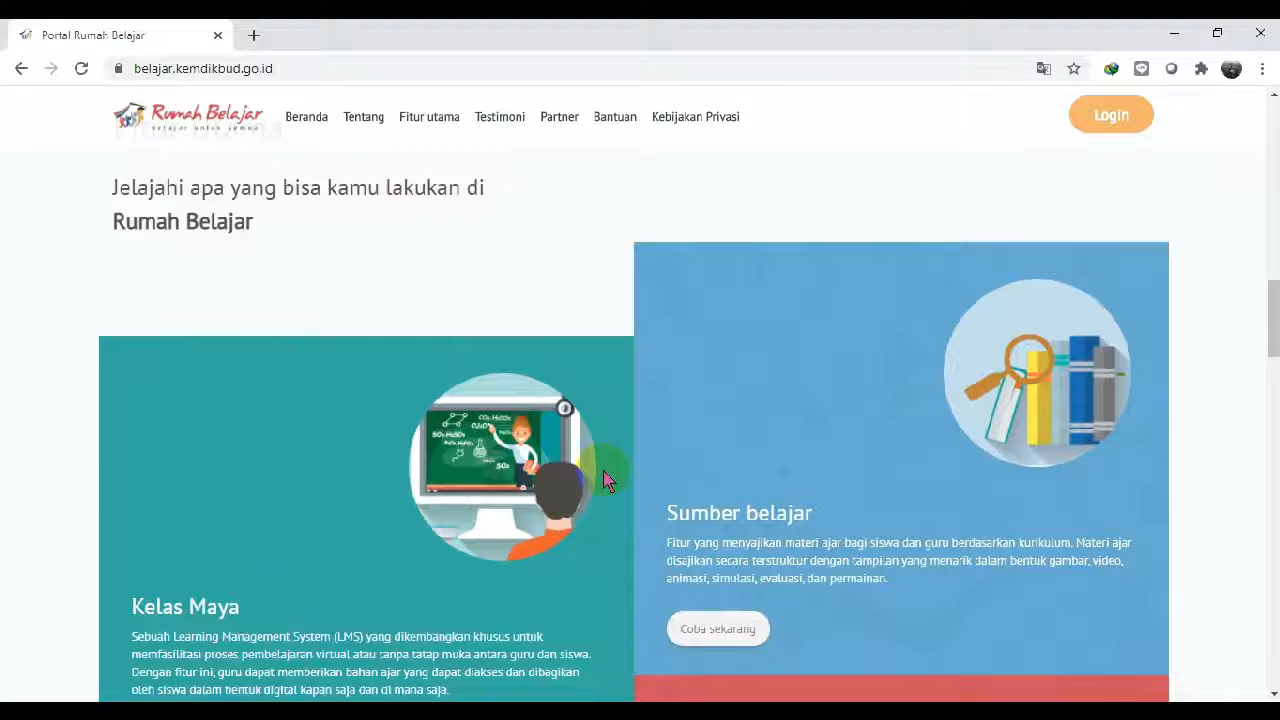 Portal Rumah Belajar
belajar.kemdikbud.go.id
Rumah Belajar
belajar untuk semua
Beranda Tentang Fitur utama Testimoni Partner Bantuan Kebijakan Privasi
Login
Jelajahi apa yang bisa kamu lakukan di
Rumah Belajar
Sumber belajar
Fitur yang menyajikan materi ajar bagi siswa dan guru berdasarkan kurikulum. Materi ajar
disajikan secara terstruktur dengan tampilan yang menarik dalam bentuk gambar, video,
animasi, simulasi, evaluasi, dan permainan.
Coba sekarang
Kelas Maya
Sebuah Learning Management System (LMS) yang dikembangkan khusus untuk
memfasilitasi proses pembelajaran virtual atau tanpa tatap muka antara guru dan siswa.
Dengan fitur ini, guru dapat memberikan bahan ajar yang dapat diakses dan dibagikan
oleh siswa dalam bentuk digital kapan saja dan di mana saja.